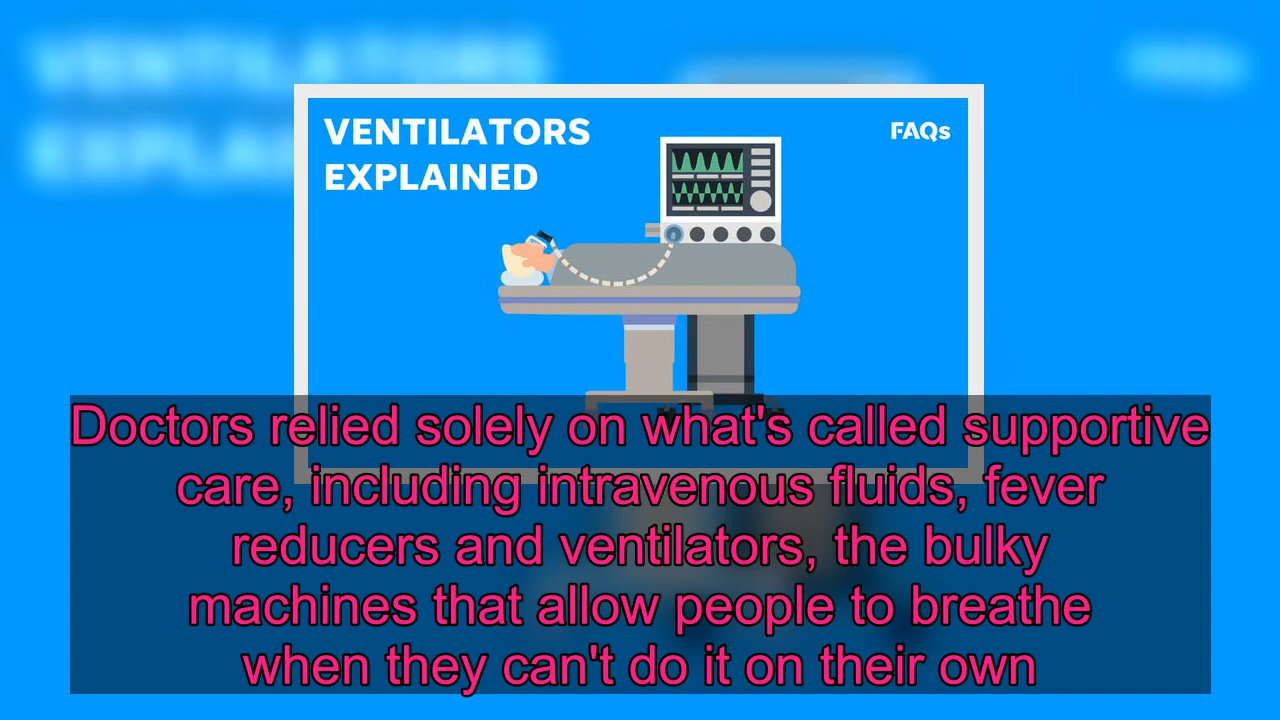 VENTILATORS
EXPLAINED
FAQs
Doctors relied solely on what's called supportive
care, including intravenous fluids, fever
reducers and ventilators, the bulky
machines that allow people to breathe
when they can't do it on their own